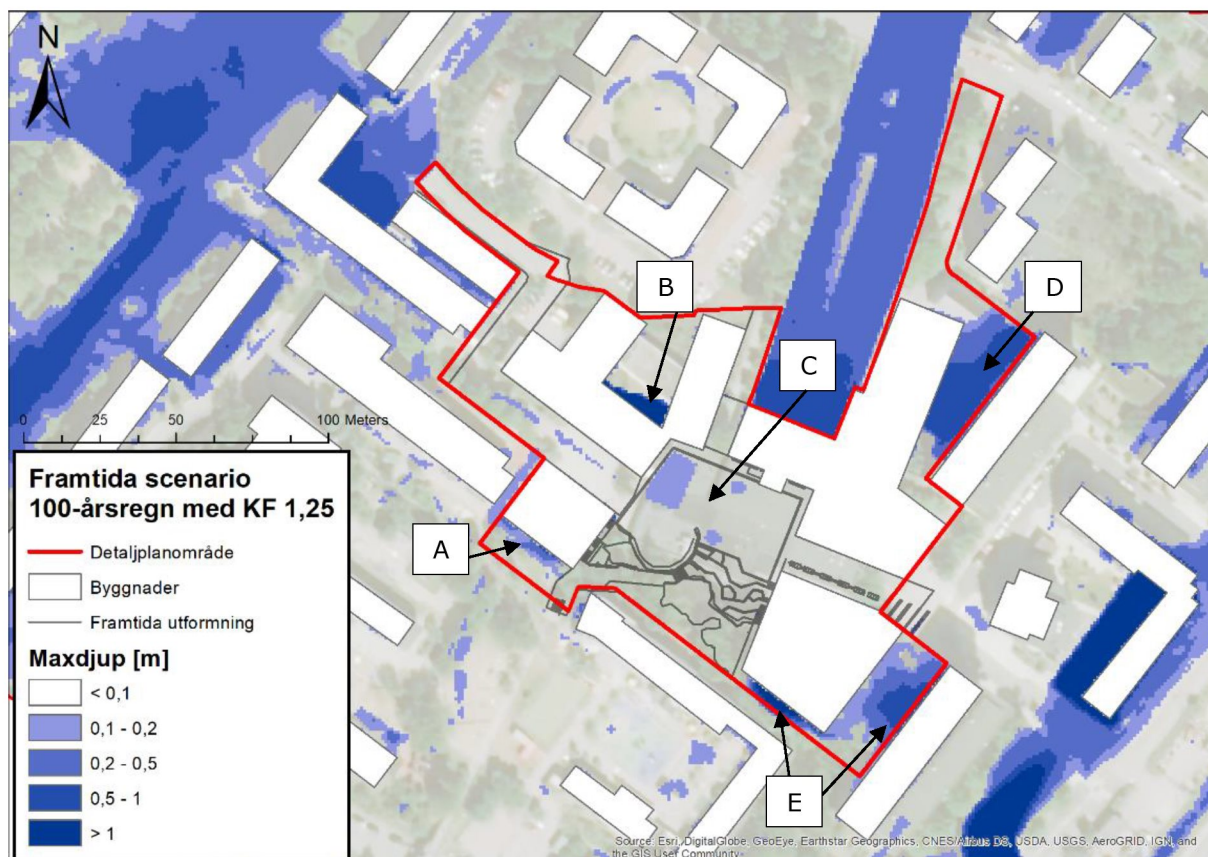 N
B
D
C
0 25 50 100 Meters
A
Framtida scenario
100-årsregn med KF 1,25
Detaljplanområde
Byggnader
Framtida utformning
Maxdjup [m]
< 0,1
0,1 - 0,2
0,2 - 0,5
0,5 - 1
> 1
E
Source: Esri, DigitalGlobe, GeoEye, Earthstar Geographics, CNES/Airbus DS, USDA, USGS, AeroGRID, IGN, and
the GIS User Community